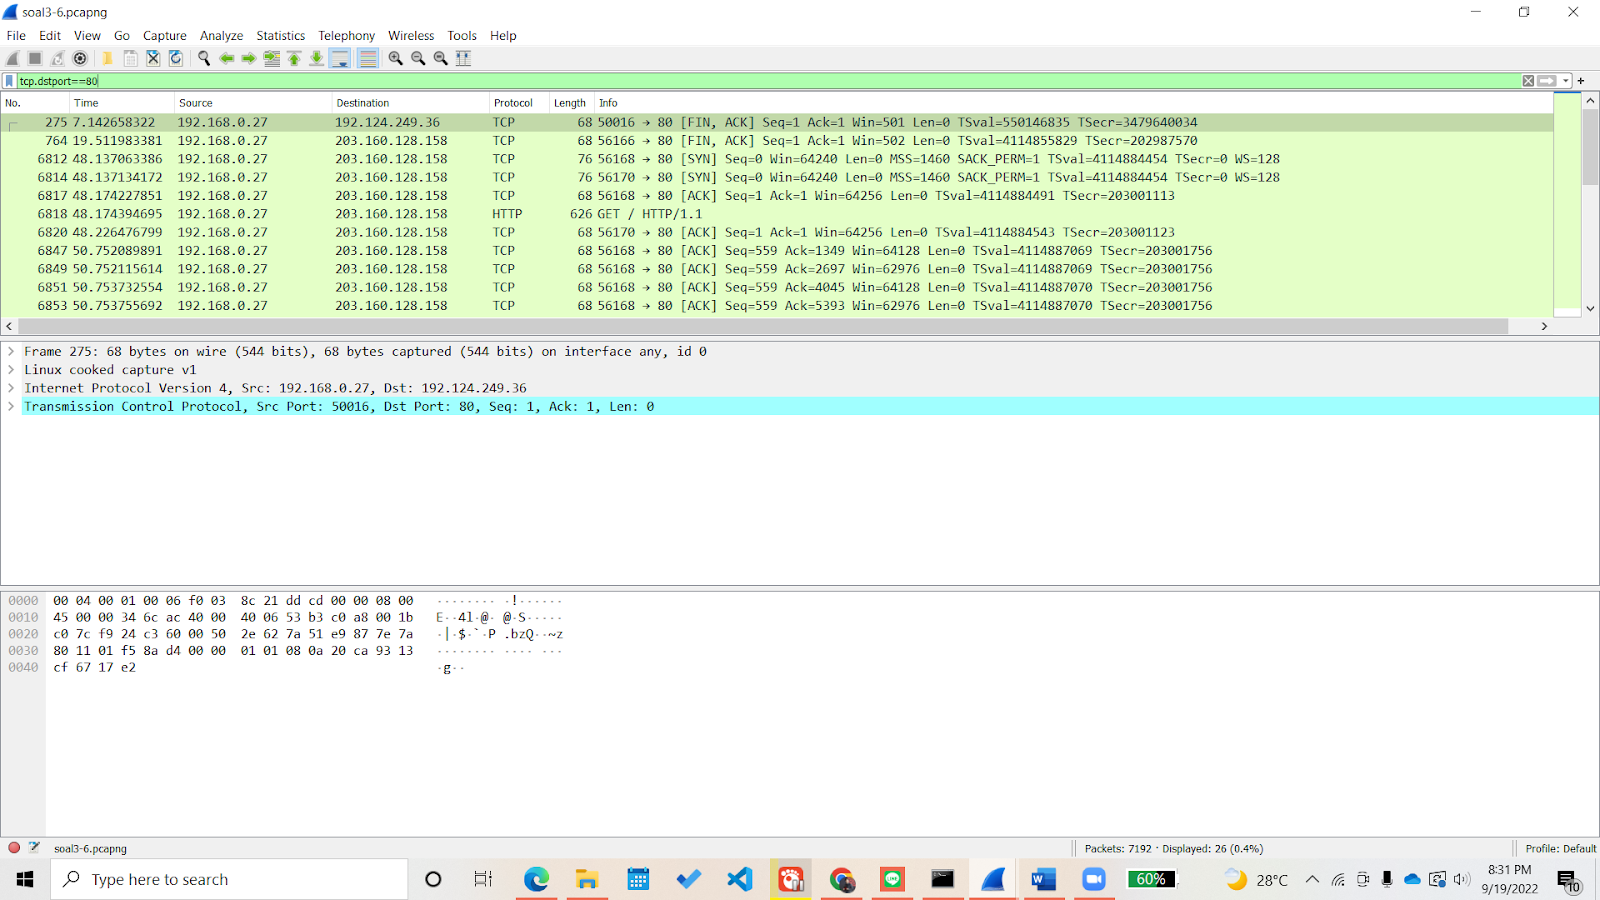 soal3-6.pcapng
File Edit View Go Capture Analyze Statistics Telephony Wireless Tools Help
tcp.dstport==80
No. Time Source Destination Protocol Length Info
275 7.142658322 192.168.0.27 192.124.249.36 TCP 68 50016 → 80 [FIN, ACK] Seq=1 Ack=1 Win=501 Len=0 TSval=550146835 TSecr=3479640034
764 19.511983381 192.168.0.27 203.160.128.158 TCP 68 56166 → 80 [FIN, ACK] Seq=1 Ack=1 Win=502 Len=0 TSval=4114855829 TSecr=202987570
6812 48.137063386 192.168.0.27 203.160.128.158 TCP 76 56168 → 80 [SYN] Seq=0 Win=64240 Len=0 MSS=1460 SACK_PERM=1 TSval=4114884454 TSecr=0 WS=128
6814 48.137134172 192.168.0.27 203.160.128.158 TCP 76 56170 → 80 [SYN] Seq=0 Win=64240 Len=0 MSS=1460 SACK_PERM=1 TSval=4114884454 TSecr=0 WS=128
6817 48.174227851 192.168.0.27 203.160.128.158 TCP 68 56168 → 80 [ACK] Seq=1 Ack=1 Win=64256 Len=0 TSval=4114884491 TSecr=203001113
6818 48.174394695 192.168.0.27 203.160.128.158 HTTP 626 GET / HTTP/1.1
6820 48.226476799 192.168.0.27 203.160.128.158 TCP 68 56170 → 80 [ACK] Seq=1 Ack=1 Win=64256 Len=0 TSval=4114884543 TSecr=203001123
6847 50.752089891 192.168.0.27 203.160.128.158 TCP 68 56168 → 80 [ACK] Seq=559 Ack=1349 Win=64128 Len=0 TSval=4114887069 TSecr=203001756
6849 50.752115614 192.168.0.27 203.160.128.158 TCP 68 56168 → 80 [ACK] Seq=559 Ack=2697 Win=62976 Len=0 TSval=4114887069 TSecr=203001756
6851 50.753732554 192.168.0.27 203.160.128.158 TCP 68 56168 → 80 [ACK] Seq=559 Ack=4045 Win=64128 Len=0 TSval=4114887070 TSecr=203001756
6853 50.753755692 192.168.0.27 203.160.128.158 TCP 68 56168 → 80 [ACK] Seq=559 Ack=5393 Win=62976 Len=0 TSval=4114887070 TSecr=203001756
Frame 275: 68 bytes on wire (544 bits), 68 bytes captured (544 bits) on interface any, id 0
Linux cooked capture v1
Internet Protocol Version 4, Src: 192.168.0.27, Dst: 192.124.249.36
Transmission Control Protocol, Src Port: 50016, Dst Port: 80, Seq: 1, Ack: 1, Len: 0
0000 00 04 00 01 00 06 f0 03 8c 21 dd cd 00 00 08 00 ········ ·!······
0010 45 00 00 34 6c ac 40 00 40 06 53 b3 c0 a8 00 1b E··4l·@· @·S·····
0020 c0 7c f9 24 c3 60 00 50 2e 62 7a 51 e9 87 7e 7a ·|·$·`·P .bzQ··~z
0030 80 11 01 f5 8a d4 00 00 01 01 08 0a 20 ca 93 13 ········ ···· ···
0040 cf 67 17 e2 ·g··
soal3-6.pcapng Packets: 7192 · Displayed: 26 (0.4%) Profile: Default
Type here to search 60% 28°C 8:31 PM
9/19/2022 10